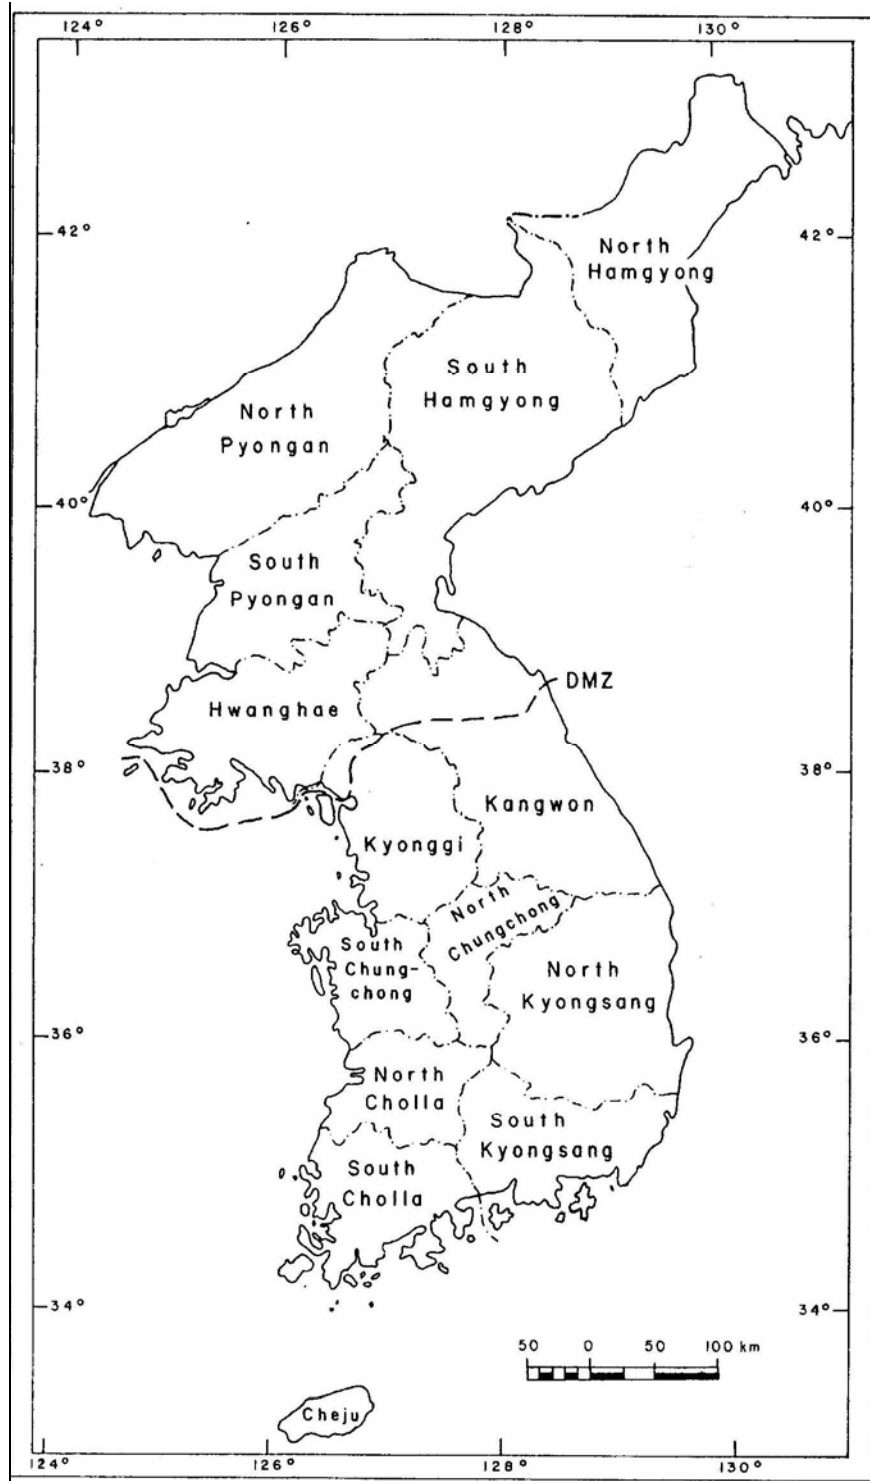 124° 126° 128° 130°
42° 42°
North
Hamgyong
South
Hamgyong
North
Pyongan
40° 40°
South
Pyongan
DMZ
Hwanghae
38° 38°
Kangwon
Kyonggi
North
Chungchong
South
Chung-
chong
North
Kyongsang
36° 36°
North
Cholla
South
Kyongsang
South
Cholla
34° 34°
50 0 50 100 km
Cheju
124° 126° 128° 130°